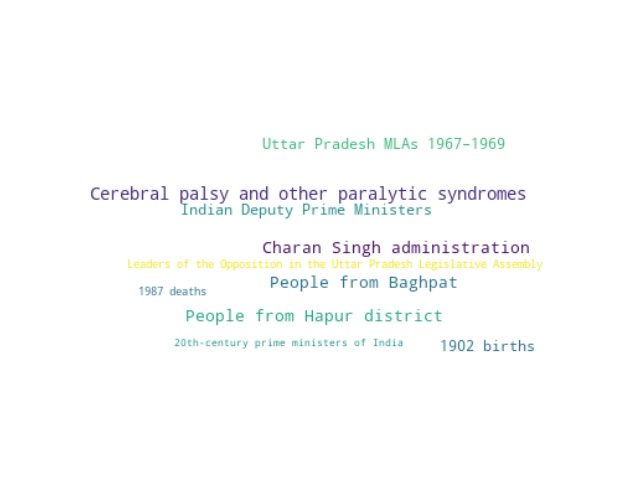 Uttar Pradesh MLAs 1967–1969
Cerebral palsy and other paralytic syndromes
Indian Deputy Prime Ministers
Charan Singh administration
Leaders of the Opposition in the Uttar Pradesh Legislative Assembly
People from Baghpat
1987 deaths
People from Hapur district
20th-century prime ministers of India
1902 births